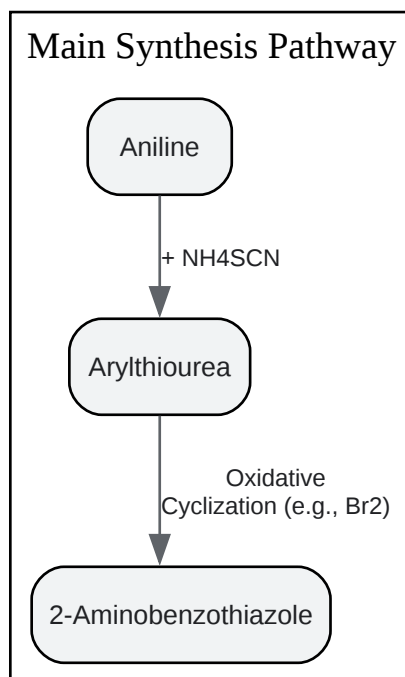 Main Synthesis Pathway
Aniline
+ NH4SCN
Arylthiourea
Oxidative
Cyclization (e.g., Br2)
2-Aminobenzothiazole